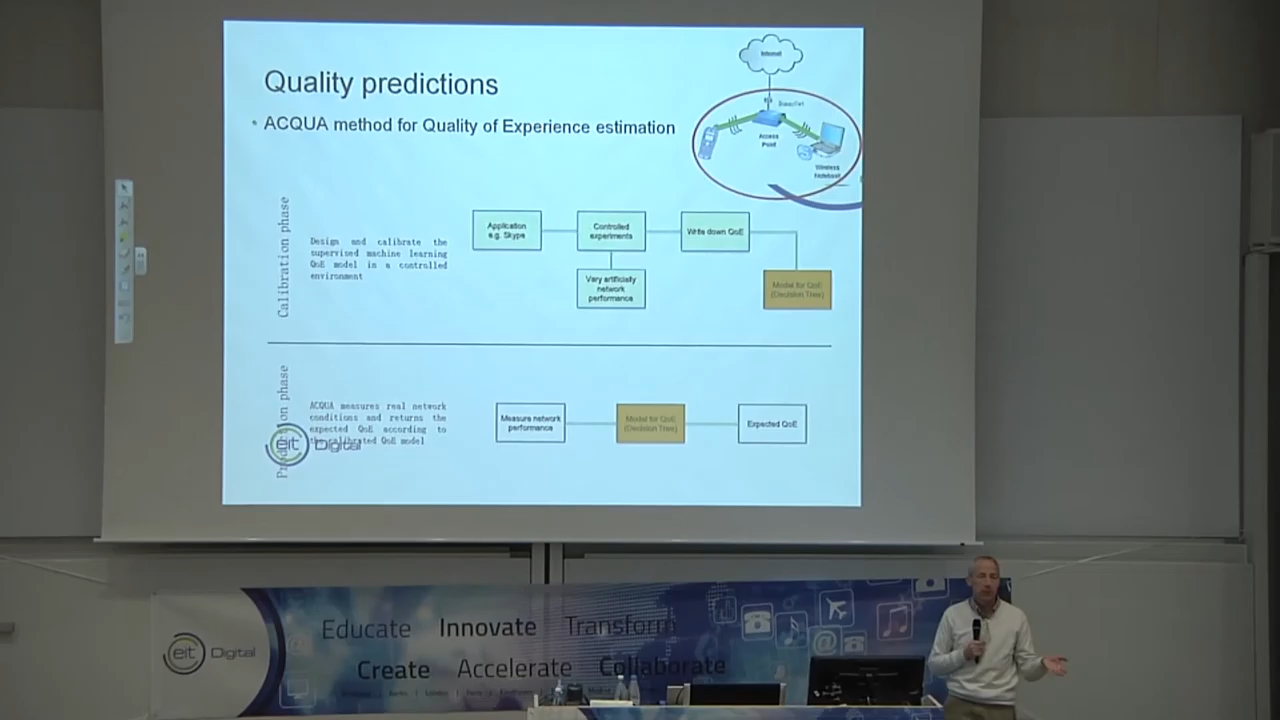 Quality predictions
• ACQUA method for Quality of Experience estimation
Internet
Access
Point
Wireless
Notebook
Calibration phase
Design and calibrate the
supervised machine learning
QoE model in a controlled
environment
Application
e.g. Skype
Controlled
experiments
Write down QoE
Vary artificially
network
performance
Model for QoE
(Decision Tree)
phase
ACQUA measures real network
conditions and returns the
expected QoE according to
the calibrated QoE model
eit Digital
Measure network
performance
Model for QoE
(Decision Tree)
Expected QoE
eit Digital
Educate Innovate Transform
Create Accelerate Collaborate